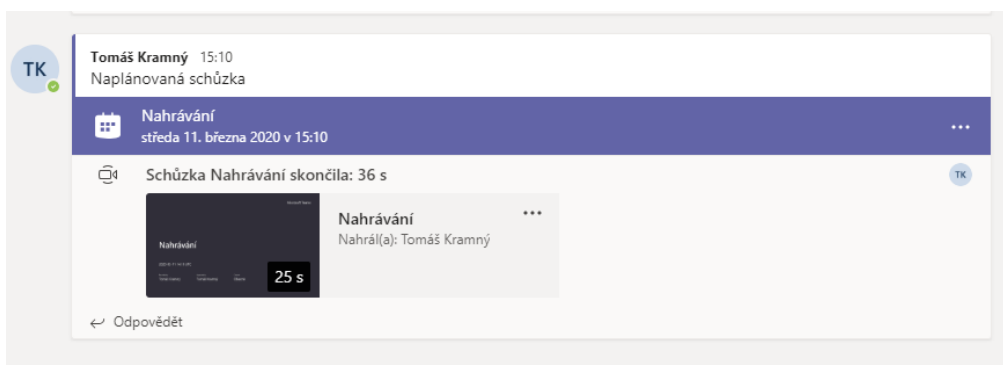 TK
Tomáš Kramný 15:10
Naplánovaná schůzka
Nahrávání
středa 11. března 2020 v 15:10
Schůzka Nahrávání skončila: 36 s
TK
Nahrávání
25 s
Nahrávání
Nahrál(a): Tomáš Kramný
Odpovědět